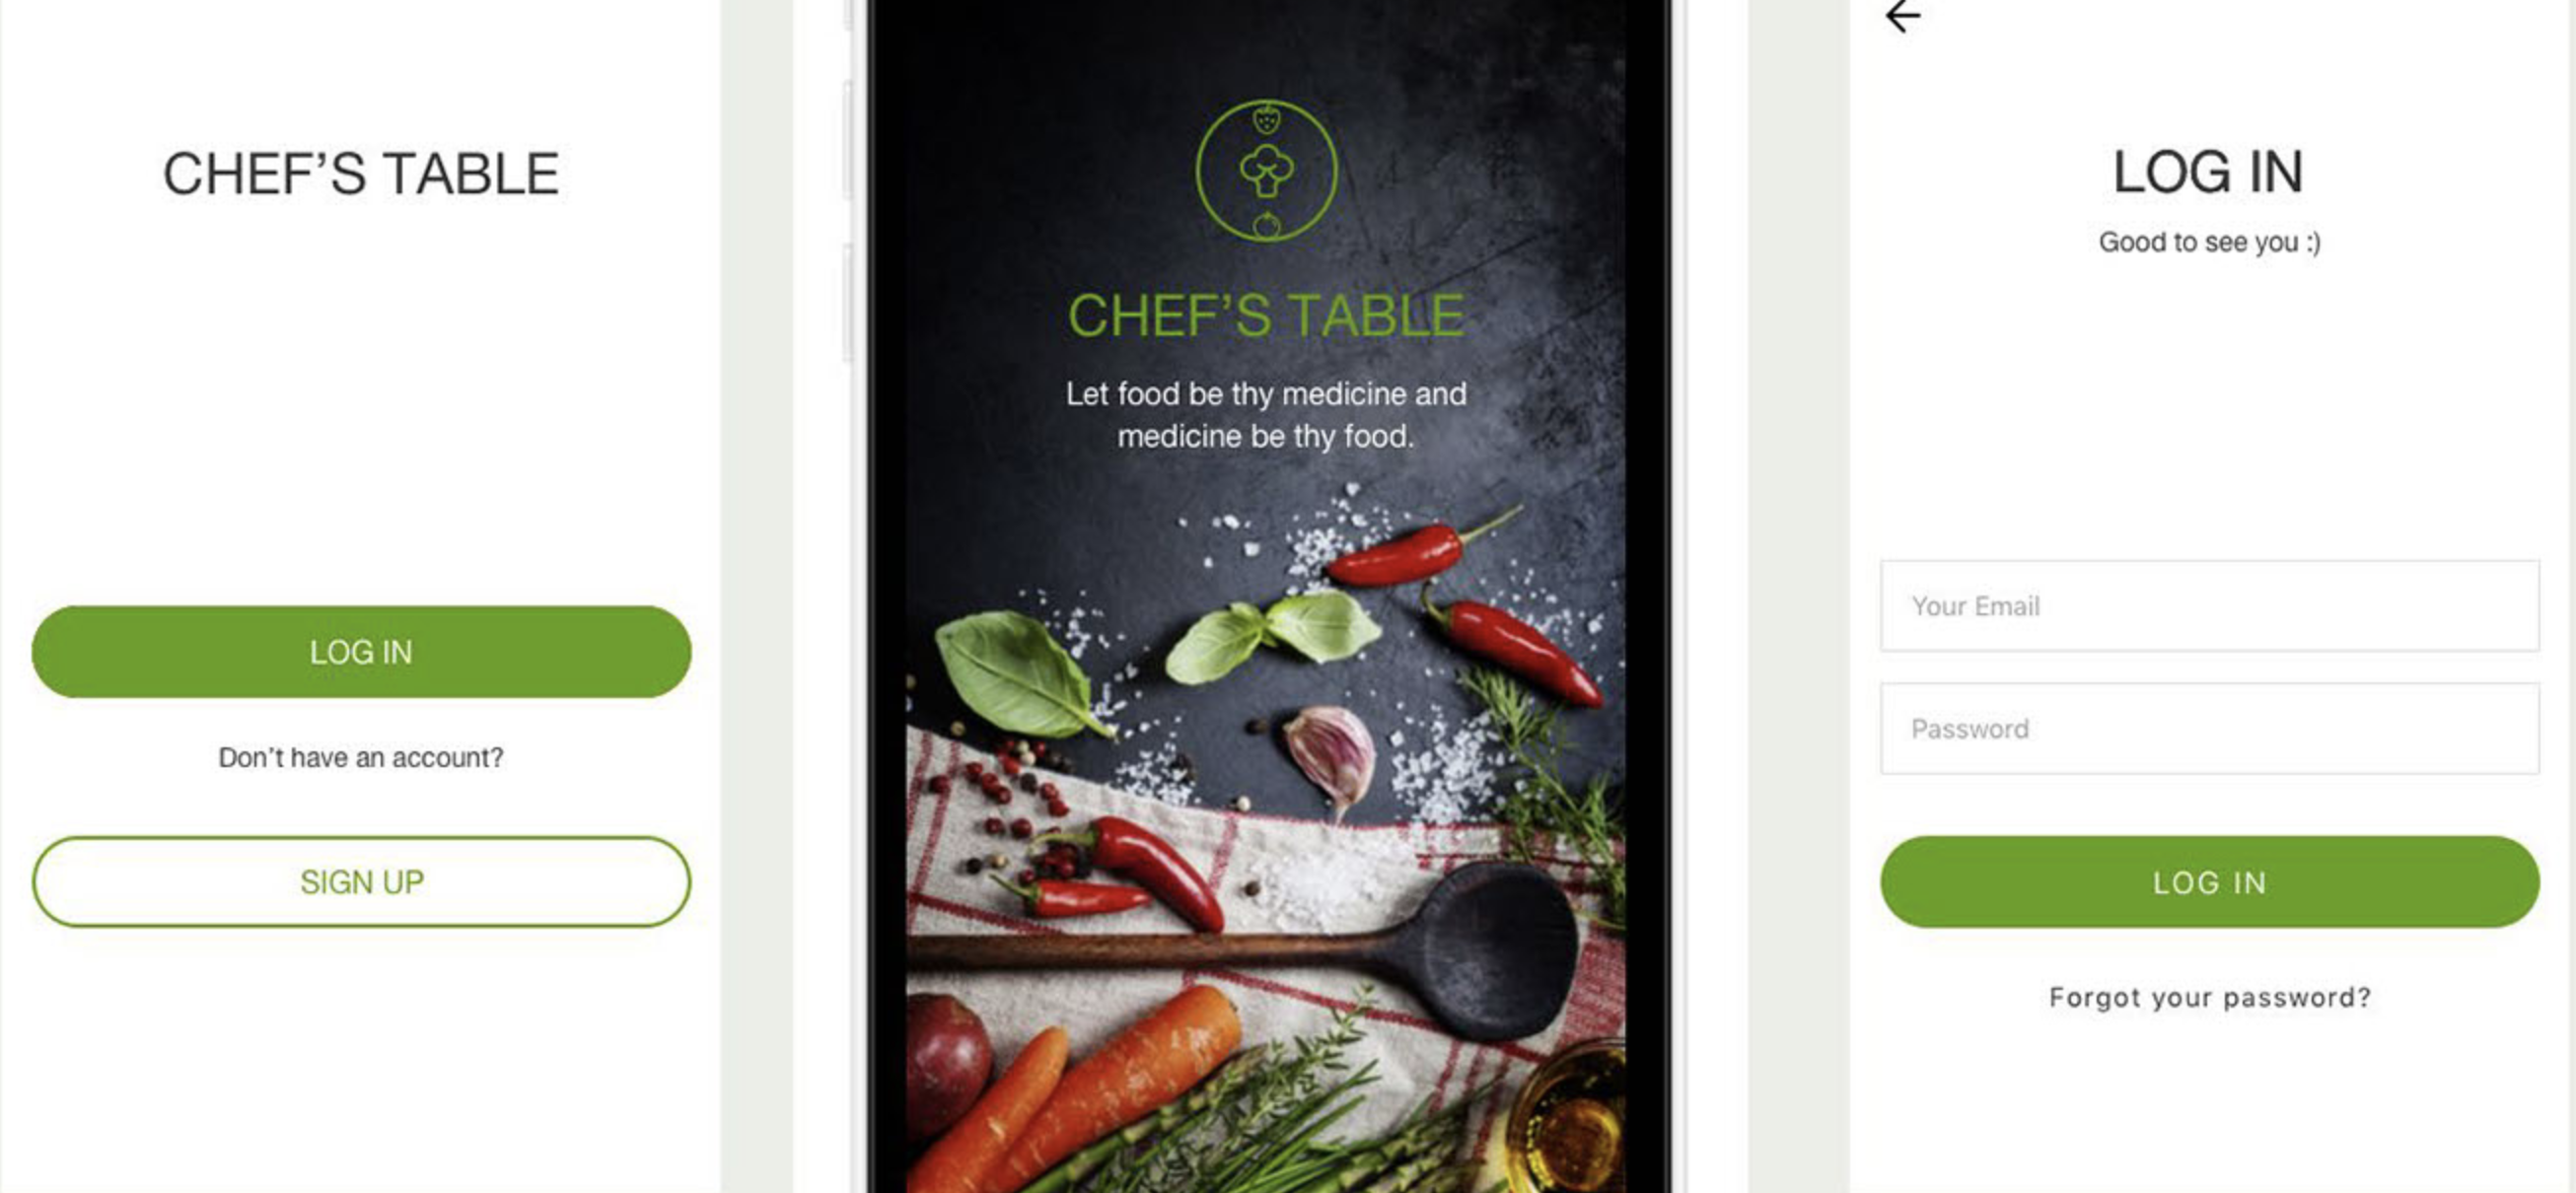 CHEF’S TABLE
LOG IN
Don’t have an account?
SIGN UP
CHEF’S TABLE
Let food be thy medicine and
medicine be thy food.
LOG IN
Good to see you :)
Your Email
Password
LOG IN
Forgot your password?